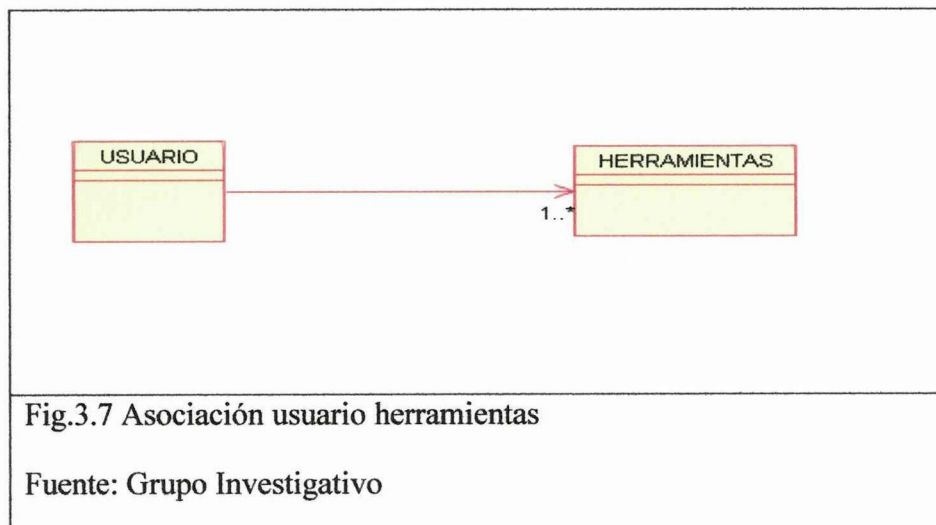 USUARIO
HERRAMIENTAS
1..*
Fig.3.7 Asociación usuario herramientas
Fuente: Grupo Investigativo